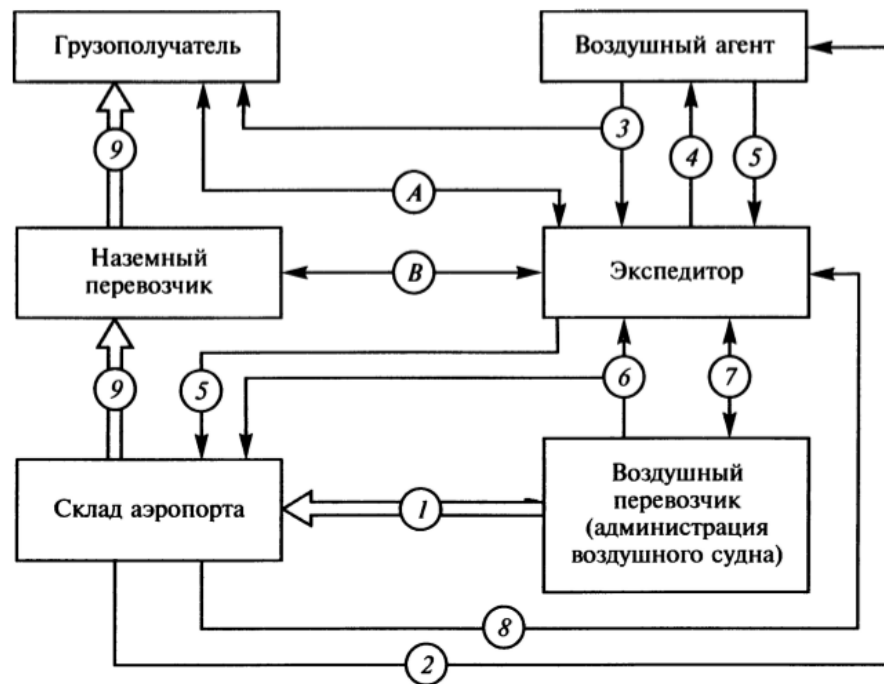 Грузополучатель
Воздушный агент
9
3
4
5
А
Наземный
перевозчик
В
Экспедитор
9
5
6
7
Склад аэропорта
1
Воздушный
перевозчик
(администрация
воздушного судна)
8
2